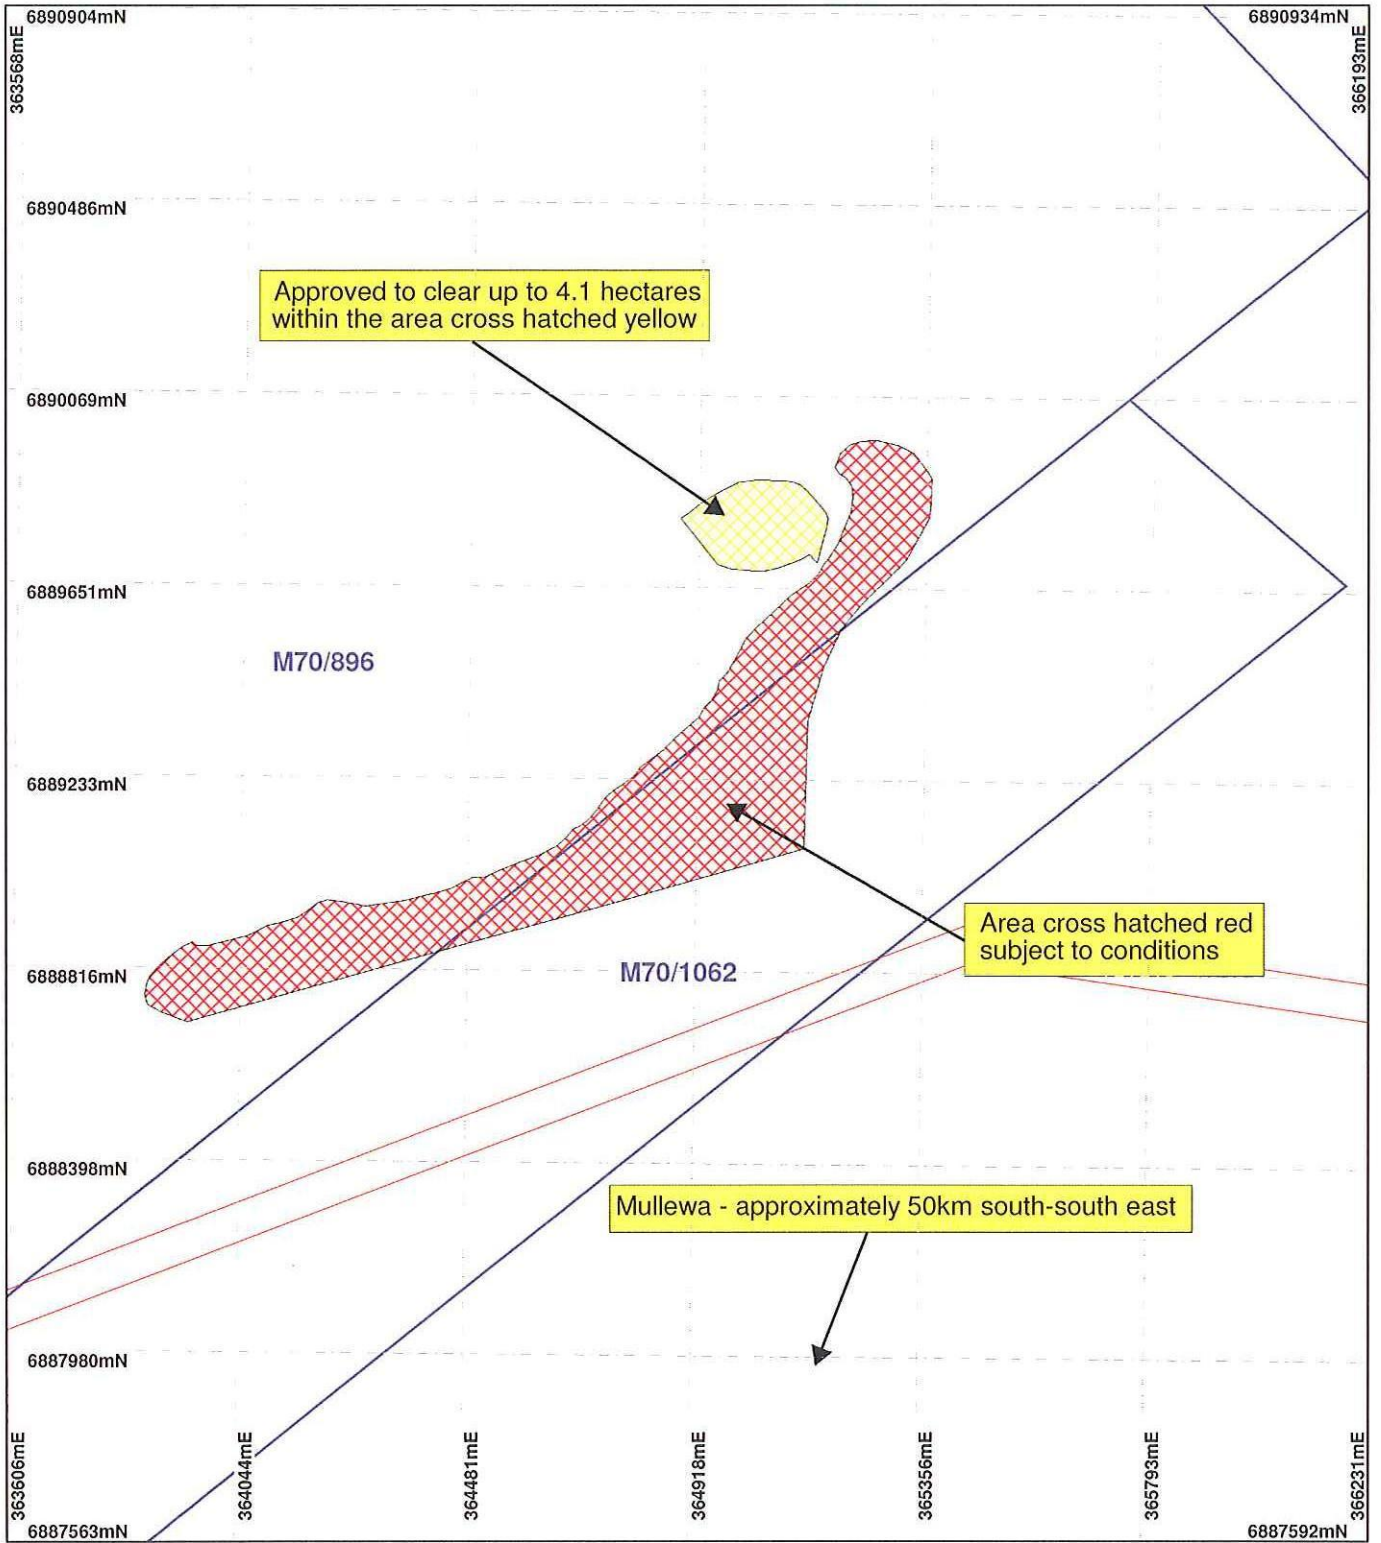 6890904mN
6890934mN
363568mE
366193mE
6890486mN
Approved to clear up to 4.1 hectares
within the area cross hatched yellow
6890069mN
6889651mN
M70/896
6889233mN
Area cross hatched red
subject to conditions
6888816mN
M70/1062
6888398mN
Mullewa - approximately 50km south-south east
6887980mN
363606mE
364044mE
364481mE
364918mE
365356mE
365793mE
366231mE
6887563mN
6887592mN